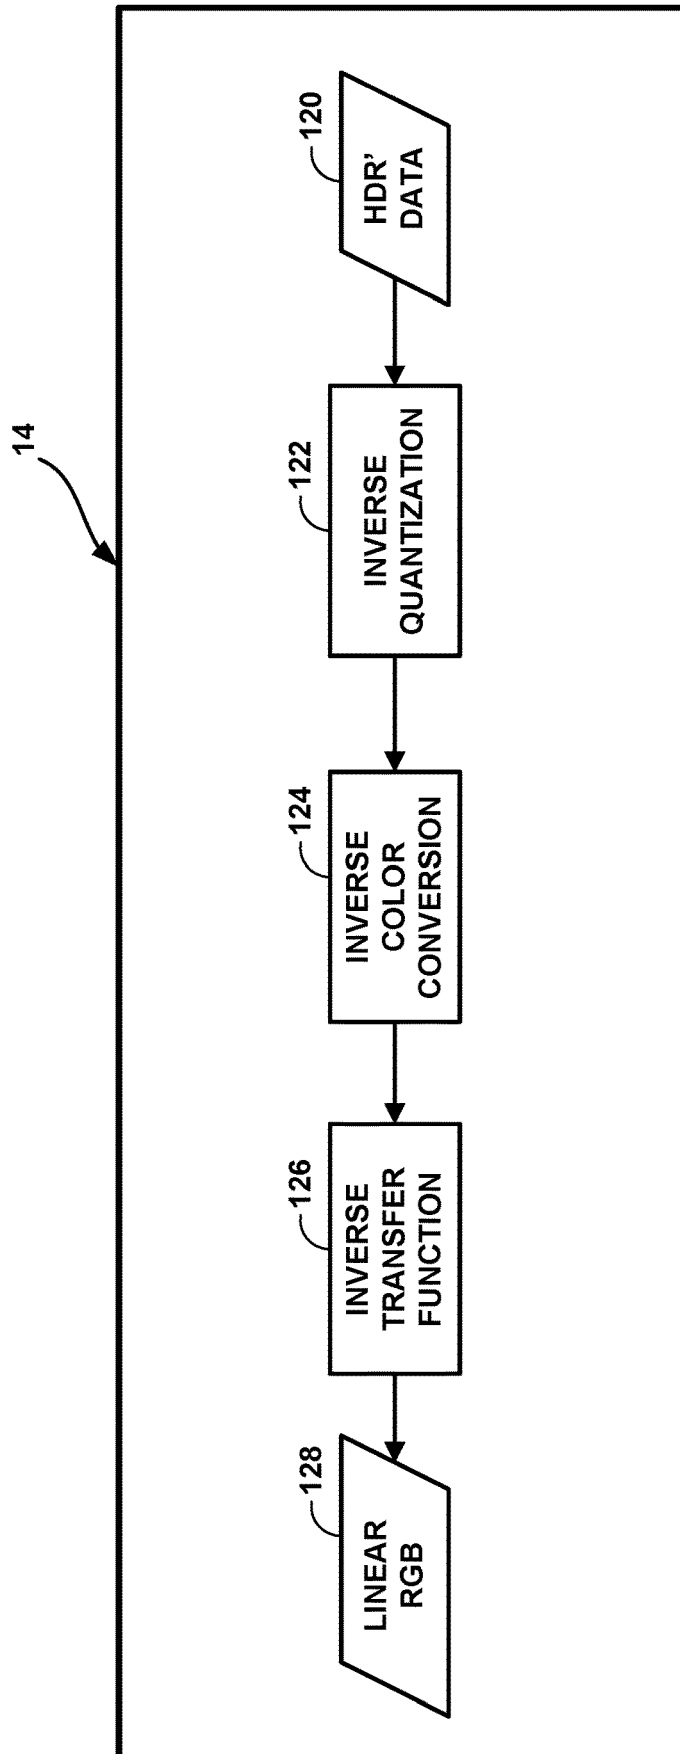 14
120
HDR'
DATA
122
INVERSE
QUANTIZATION
124
INVERSE
COLOR
CONVERSION
126
INVERSE
TRANSFER
FUNCTION
128
LINEAR
RGB